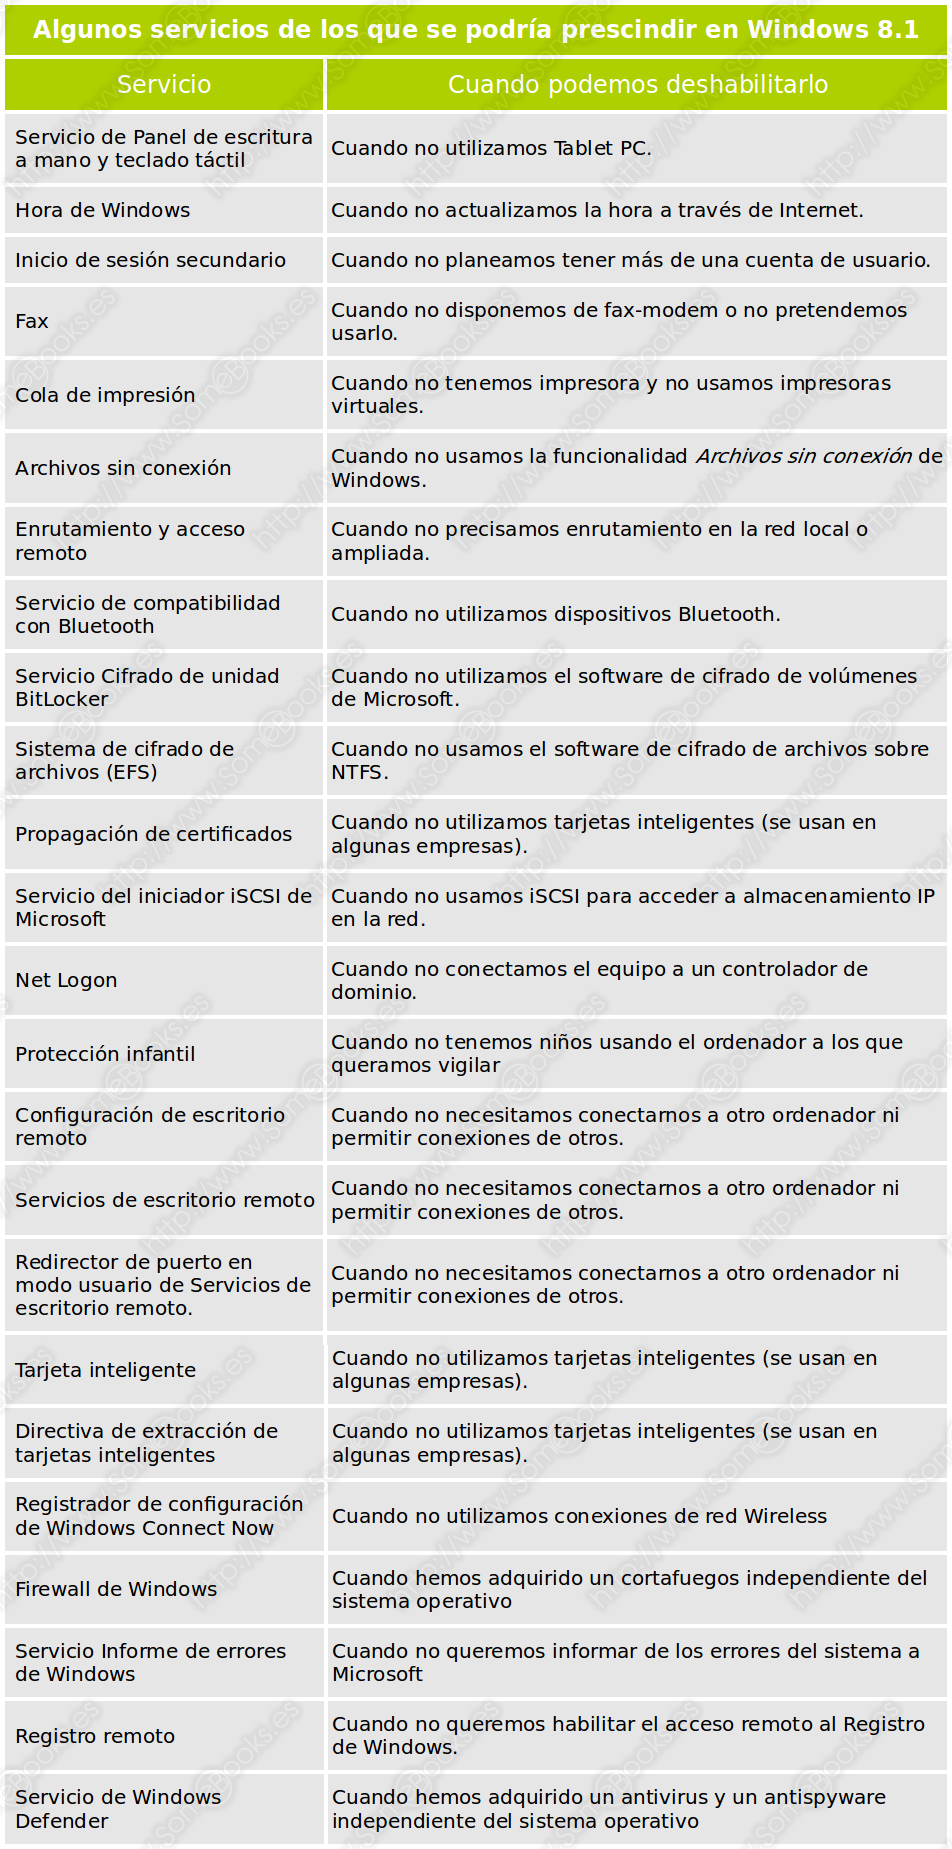 Algunos servicios de los que se podría prescindir en Windows 8.1
Servicio
Cuando podemos deshabilitarlo
Servicio de Panel de escritura
a mano y teclado táctil
Cuando no utilizamos Tablet PC.
Hora de Windows
Cuando no actualizamos la hora a través de Internet.
Inicio de sesión secundario
Cuando no planeamos tener más de una cuenta de usuario.
Fax
Cuando no disponemos de fax-modem o no pretendemos
usarlo.
Cola de impresión
Cuando no tenemos impresora y no usamos impresoras
virtuales.
Archivos sin conexión
Cuando no usamos la funcionalidad Archivos sin conexión de
Windows.
Enrutamiento y acceso
remoto
Cuando no precisamos enrutamiento en la red local o
ampliada.
Servicio de compatibilidad
con Bluetooth
Cuando no utilizamos dispositivos Bluetooth.
Servicio Cifrado de unidad
BitLocker
Cuando no utilizamos el software de cifrado de volúmenes
de Microsoft.
Sistema de cifrado de
archivos (EFS)
Cuando no usamos el software de cifrado de archivos sobre
NTFS.
Propagación de certificados
Cuando no utilizamos tarjetas inteligentes (se usan en
algunas empresas).
Servicio del iniciador iSCSI de
Microsoft
Cuando no usamos iSCSI para acceder a almacenamiento IP
en la red.
Net Logon
Cuando no conectamos el equipo a un controlador de
dominio.
Protección infantil
Cuando no tenemos niños usando el ordenador a los que
queramos vigilar
Configuración de escritorio
remoto
Cuando no necesitamos conectarnos a otro ordenador ni
permitir conexiones de otros.
Servicios de escritorio remoto
Cuando no necesitamos conectarnos a otro ordenador ni
permitir conexiones de otros.
Redirector de puerto en
modo usuario de Servicios de
escritorio remoto.
Cuando no necesitamos conectarnos a otro ordenador ni
permitir conexiones de otros.
Tarjeta inteligente
Cuando no utilizamos tarjetas inteligentes (se usan en
algunas empresas).
Directiva de extracción de
tarjetas inteligentes
Cuando no utilizamos tarjetas inteligentes (se usan en
algunas empresas).
Registrador de configuración
de Windows Connect Now
Cuando no utilizamos conexiones de red Wireless
Firewall de Windows
Cuando hemos adquirido un cortafuegos independiente del
sistema operativo
Servicio Informe de errores
de Windows
Cuando no queremos informar de los errores del sistema a
Microsoft
Registro remoto
Cuando no queremos habilitar el acceso remoto al Registro
de Windows.
Servicio de Windows
Defender
Cuando hemos adquirido un antivirus y un antispyware
independiente del sistema operativo
http://www.SomeBooks.es